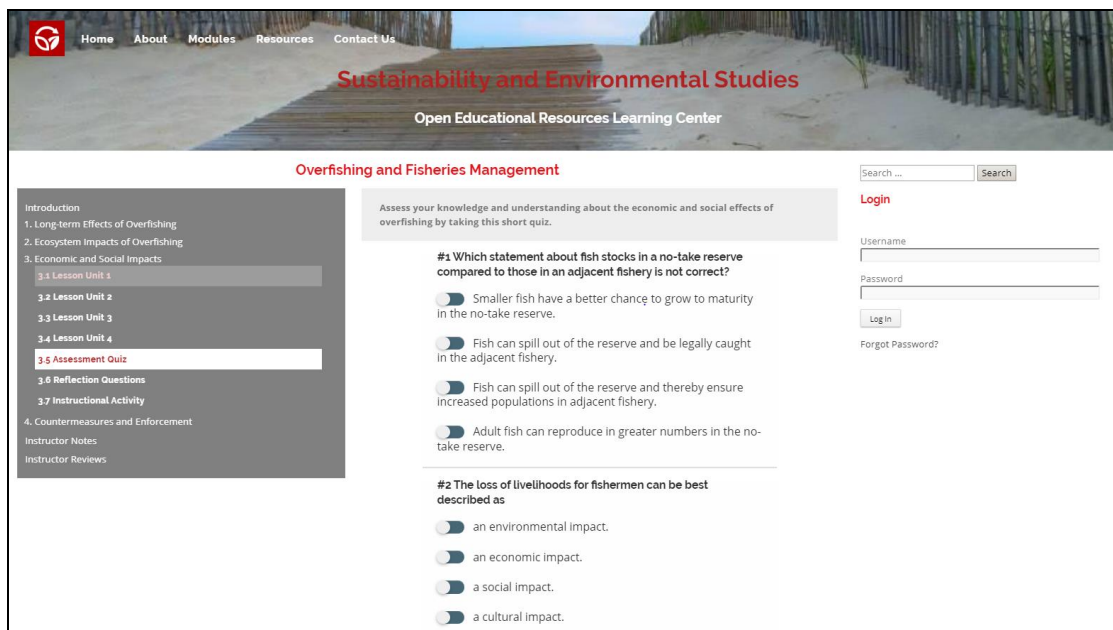 Home About Modules Resources Contact Us
Sustainability and Environmental Studies
Open Educational Resources Learning Center
Overfishing and Fisheries Management
Introduction
1. Long-term Effects of Overfishing
2. Ecosystem Impacts of Overfishing
3. Economic and Social Impacts
3.1 Lesson Unit 1
3.2 Lesson Unit 2
3.3 Lesson Unit 3
3.4 Lesson Unit 4
3.5 Assessment Quiz
3.6 Reflection Questions
3.7 Instructional Activity
4. Countermeasures and Enforcement
Instructor Notes
Instructor Reviews
Assess your knowledge and understanding about the economic and social effects of
overfishing by taking this short quiz.
#1 Which statement about fish stocks in a no-take reserve
compared to those in an adjacent fishery is not correct?
Smaller fish have a better chance to grow to maturity
in the no-take reserve.
Fish can spill out of the reserve and be legally caught
in the adjacent fishery.
Fish can spill out of the reserve and thereby ensure
increased populations in adjacent fishery.
Adult fish can reproduce in greater numbers in the no-
take reserve.
#2 The loss of livelihoods for fishermen can be best
described as
an environmental impact.
an economic impact.
a social impact.
a cultural impact.
Search ... Search
Login
Username
Password
Log In
Forgot Password?